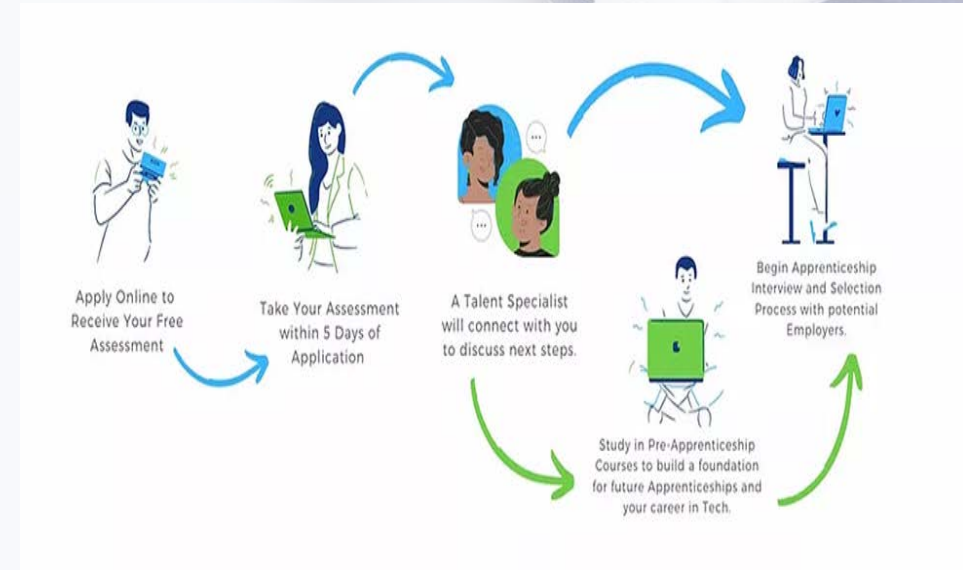 Apply Online to
Receive Your Free
Assessment
Take Your Assessment
within 5 Days of
Application
A Talent Specialist
will connect with you
to discuss next steps.
Study in Pre-Apprenticeship
Courses to build a foundation
for future Apprenticeships and
your career in Tech.
Begin Apprenticeship
Interview and Selection
Process with potential
Employers.